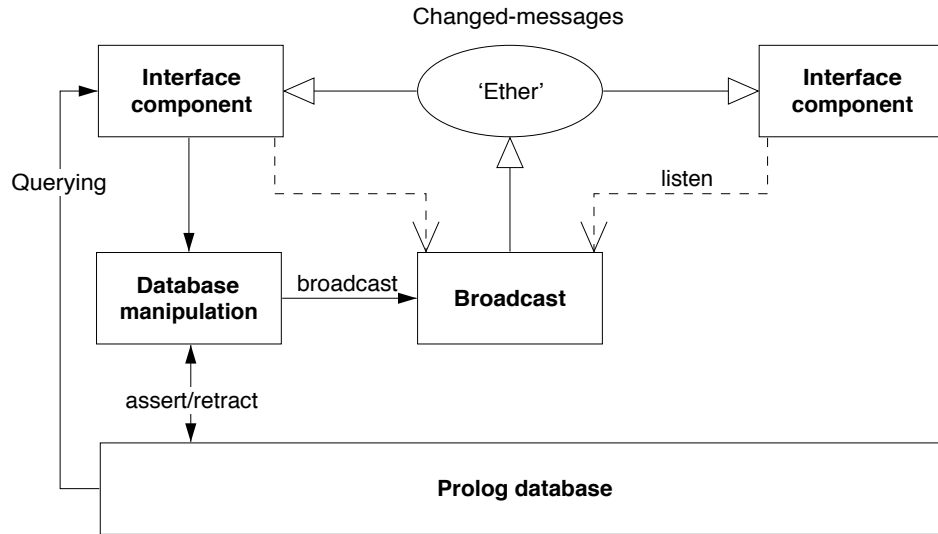 Changed-messages
Interface
component
'Ether'
Interface
component
Querying
listen
Database
manipulation
broadcast
Broadcast
assert/retract
Prolog database